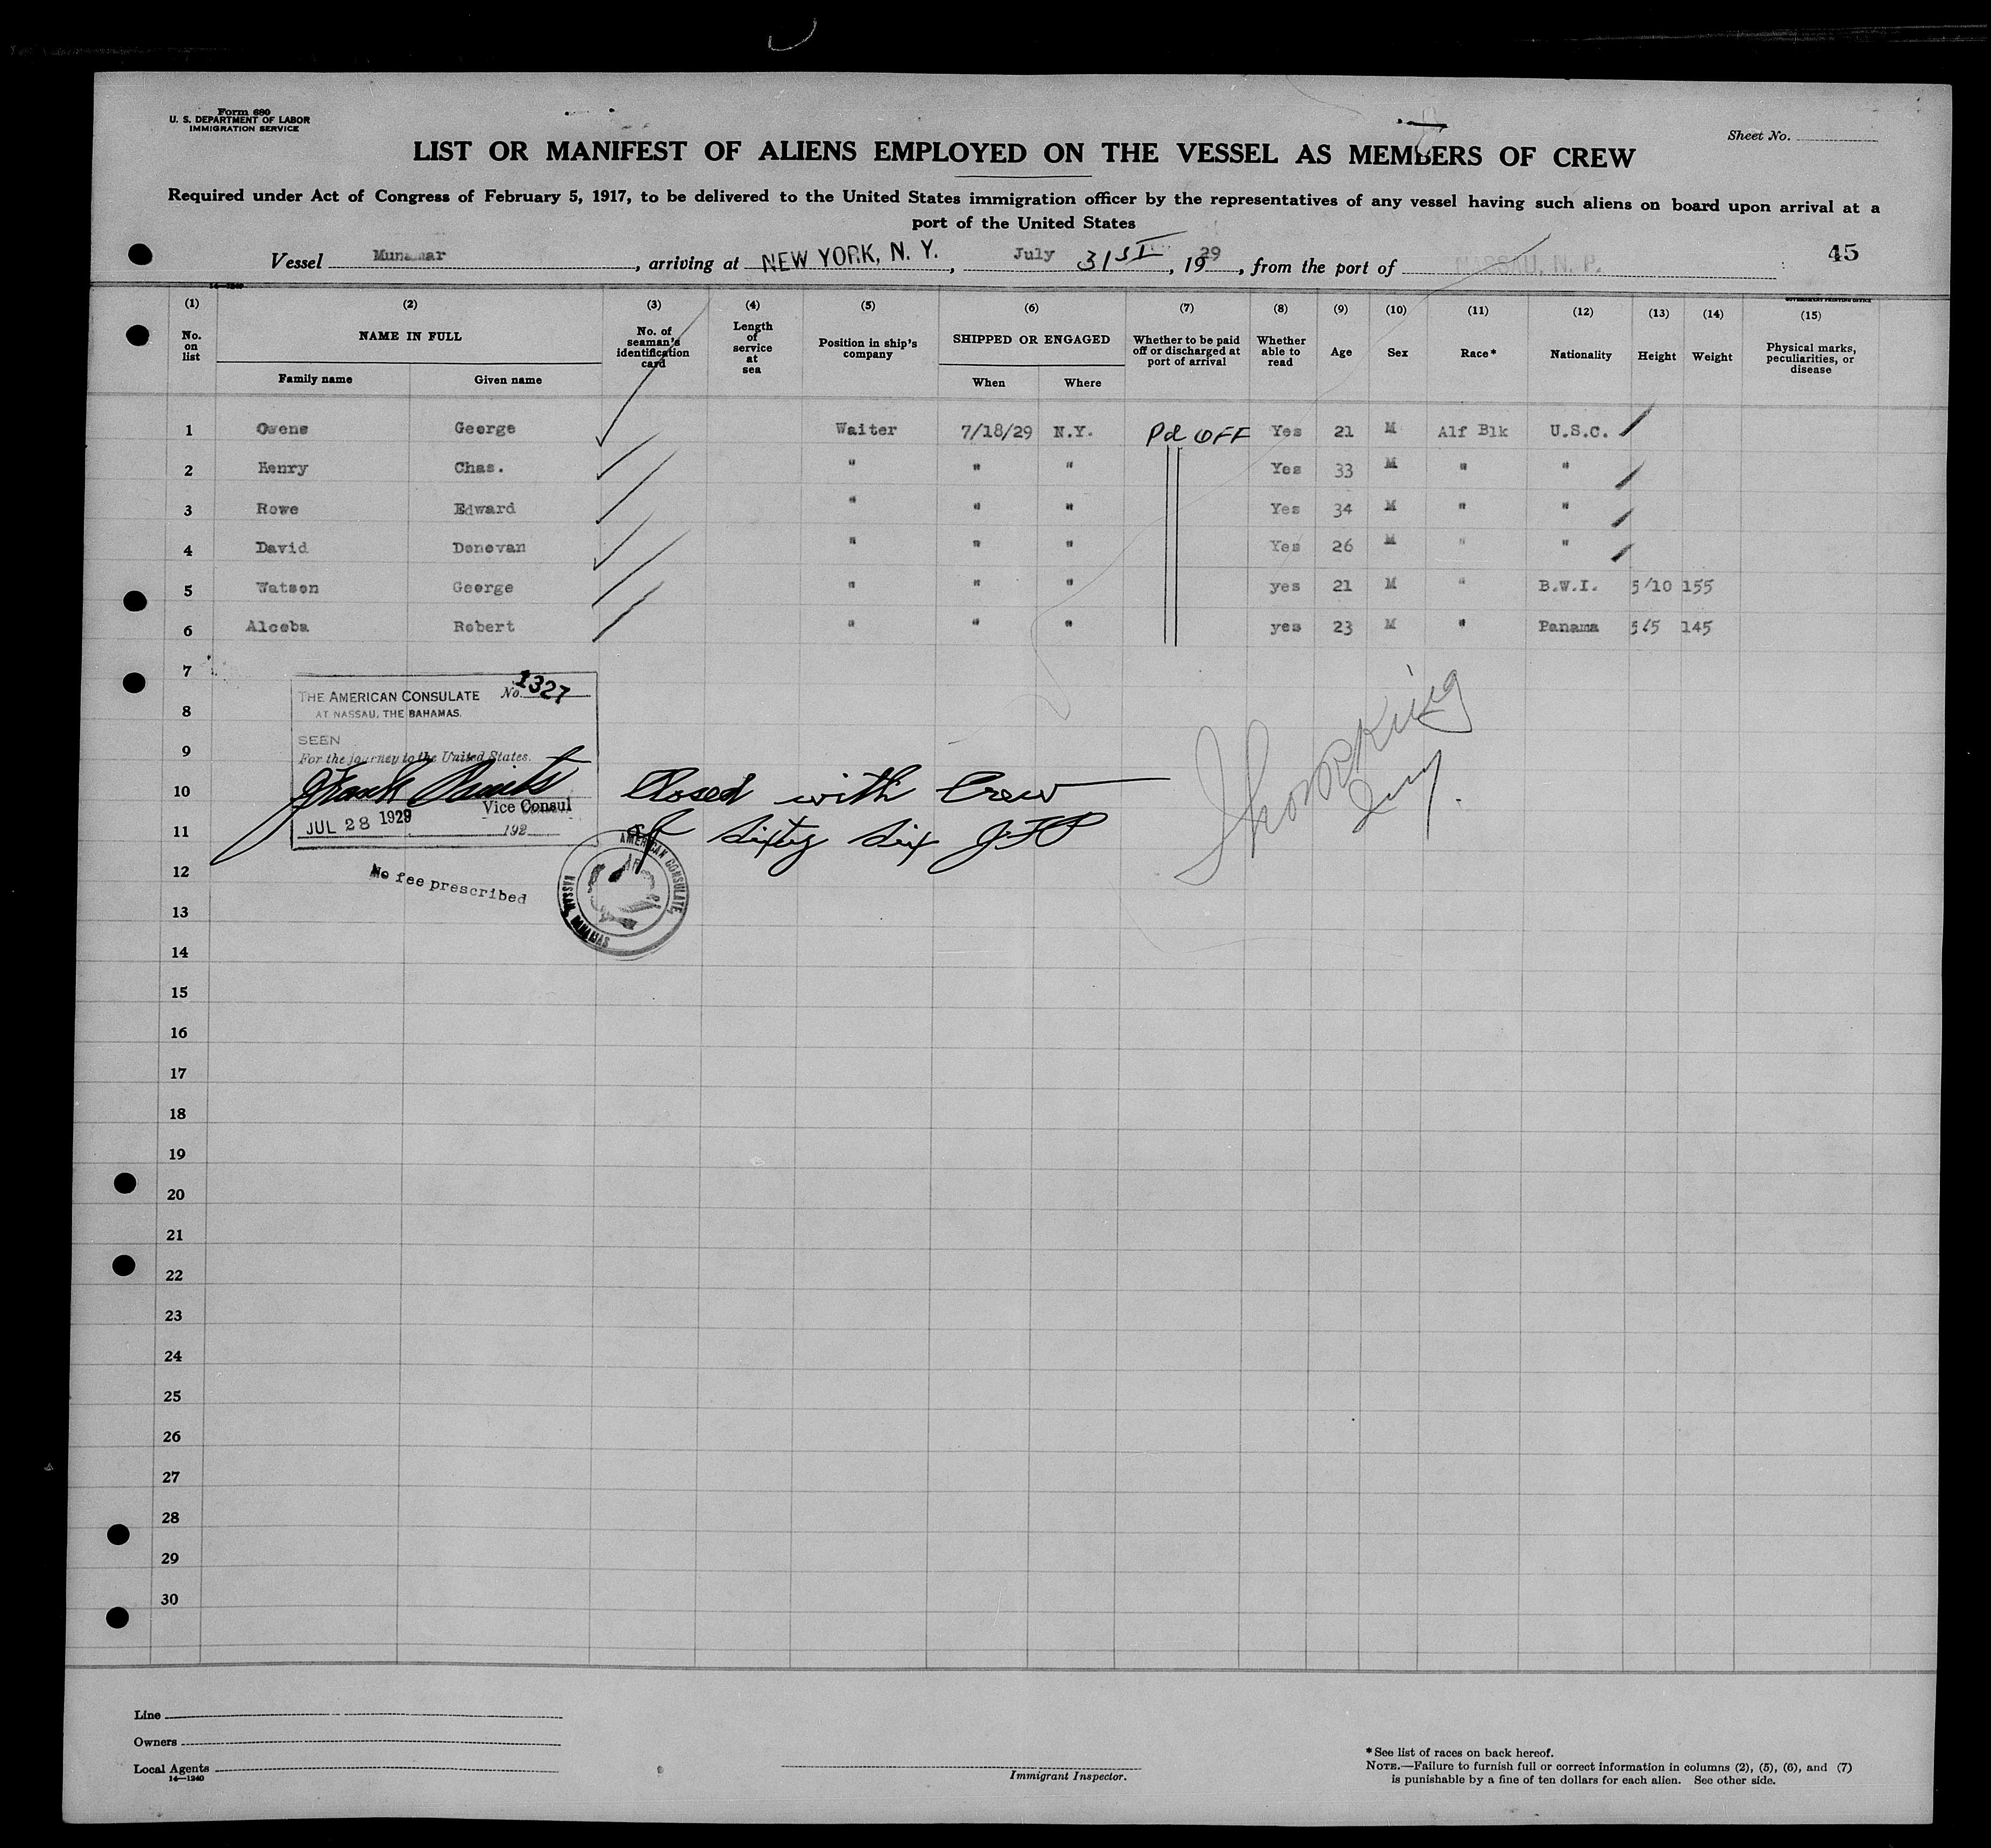 Form 680
U. S. DEPARTMENT OF LABOR
IMMIGRATION SERVICE
Sheet No.
LIST OR MANIFEST OF ALIENS EMPLOYED ON THE VESSEL AS MEMBERS OF CREW
Required under Act of Congress of February 5, 1917, to be delivered to the United States immigration officer by the representatives of any vessel having such aliens on board upon arrival at a
port of the United States
Vessel Munamar, arriving at NEW YORK, N. Y., July 31st, 1929, from the port of NASSAU, N. P. 45
14-1240 GOVERNMENT PRINTING OFFICE
(1) (2) (3) (4) (5) (6) (7) (8) (9) (10) (11) (12) (13) (14) (15)
No. on list NAME IN FULL No. of seaman's identification card Length of service at sea Position in ship's company SHIPPED OR ENGAGED Whether to be paid off or discharged at port of arrival Whether able to read Age Sex Race* Nationality Height Weight Physical marks, peculiarities, or disease
Family name Given name When Where
1 Owens George Waiter 7/18/29 N.Y. Pd OFF Yes 21 M Alf Blk U.S.C.
2 Henry Chas. " " " Yes 33 M " "
3 Rowe Edward " " " Yes 34 M " "
4 David Donovan " " " Yes 26 M " "
5 Watson George " " " yes 21 M " B.W.I. 5/10 155
6 Alceba Robert " " " yes 23 M " Panama 5/5 145
7
THE AMERICAN CONSULATE No. 1327
AT NASSAU, THE BAHAMAS.
8
SEEN
9
For the journey to the United States.
10 Closed with Crew
Vice Consul
JUL 28 1929 192
11 of sixty six JFP
12
No fee prescribed
AMERICAN CONSULATE, NASSAU, BAHAMAS
13
14
15
16
17
18
19
20
21
22
23
24
25
26
27
28
29
30
Line
Owners
Local Agents
14—1240
Immigrant Inspector.
*See list of races on back hereof.
NOTE.—Failure to furnish full or correct information in columns (2), (5), (6), and (7)
is punishable by a fine of ten dollars for each alien. See other side.